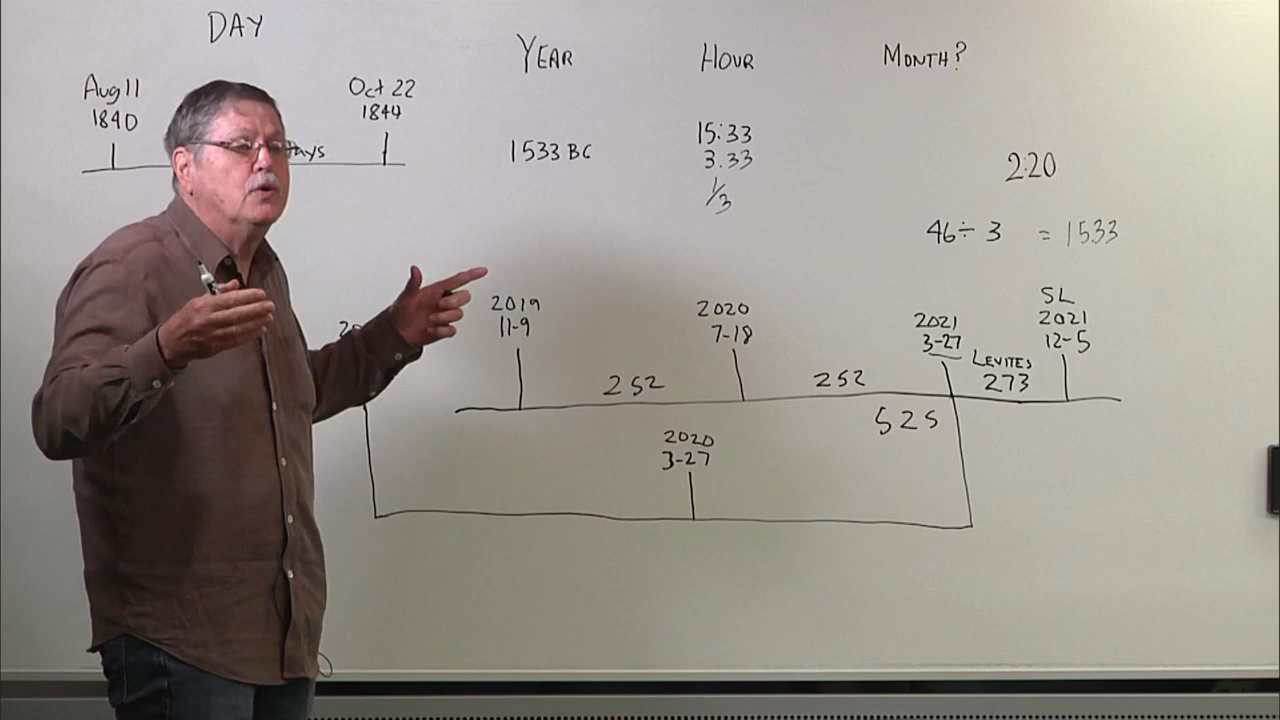 DAY
YEAR
HOUR
MONTH?
Aug 11
1840
Oct 22
1844
1533 BC
15:33
3.33
1/3
2:20
46 ÷ 3 = 1533
2019
11-9
2020
7-18
2021
3-27
SL
2021
12-5
252
252
LEVITES
273
525
2020
3-27